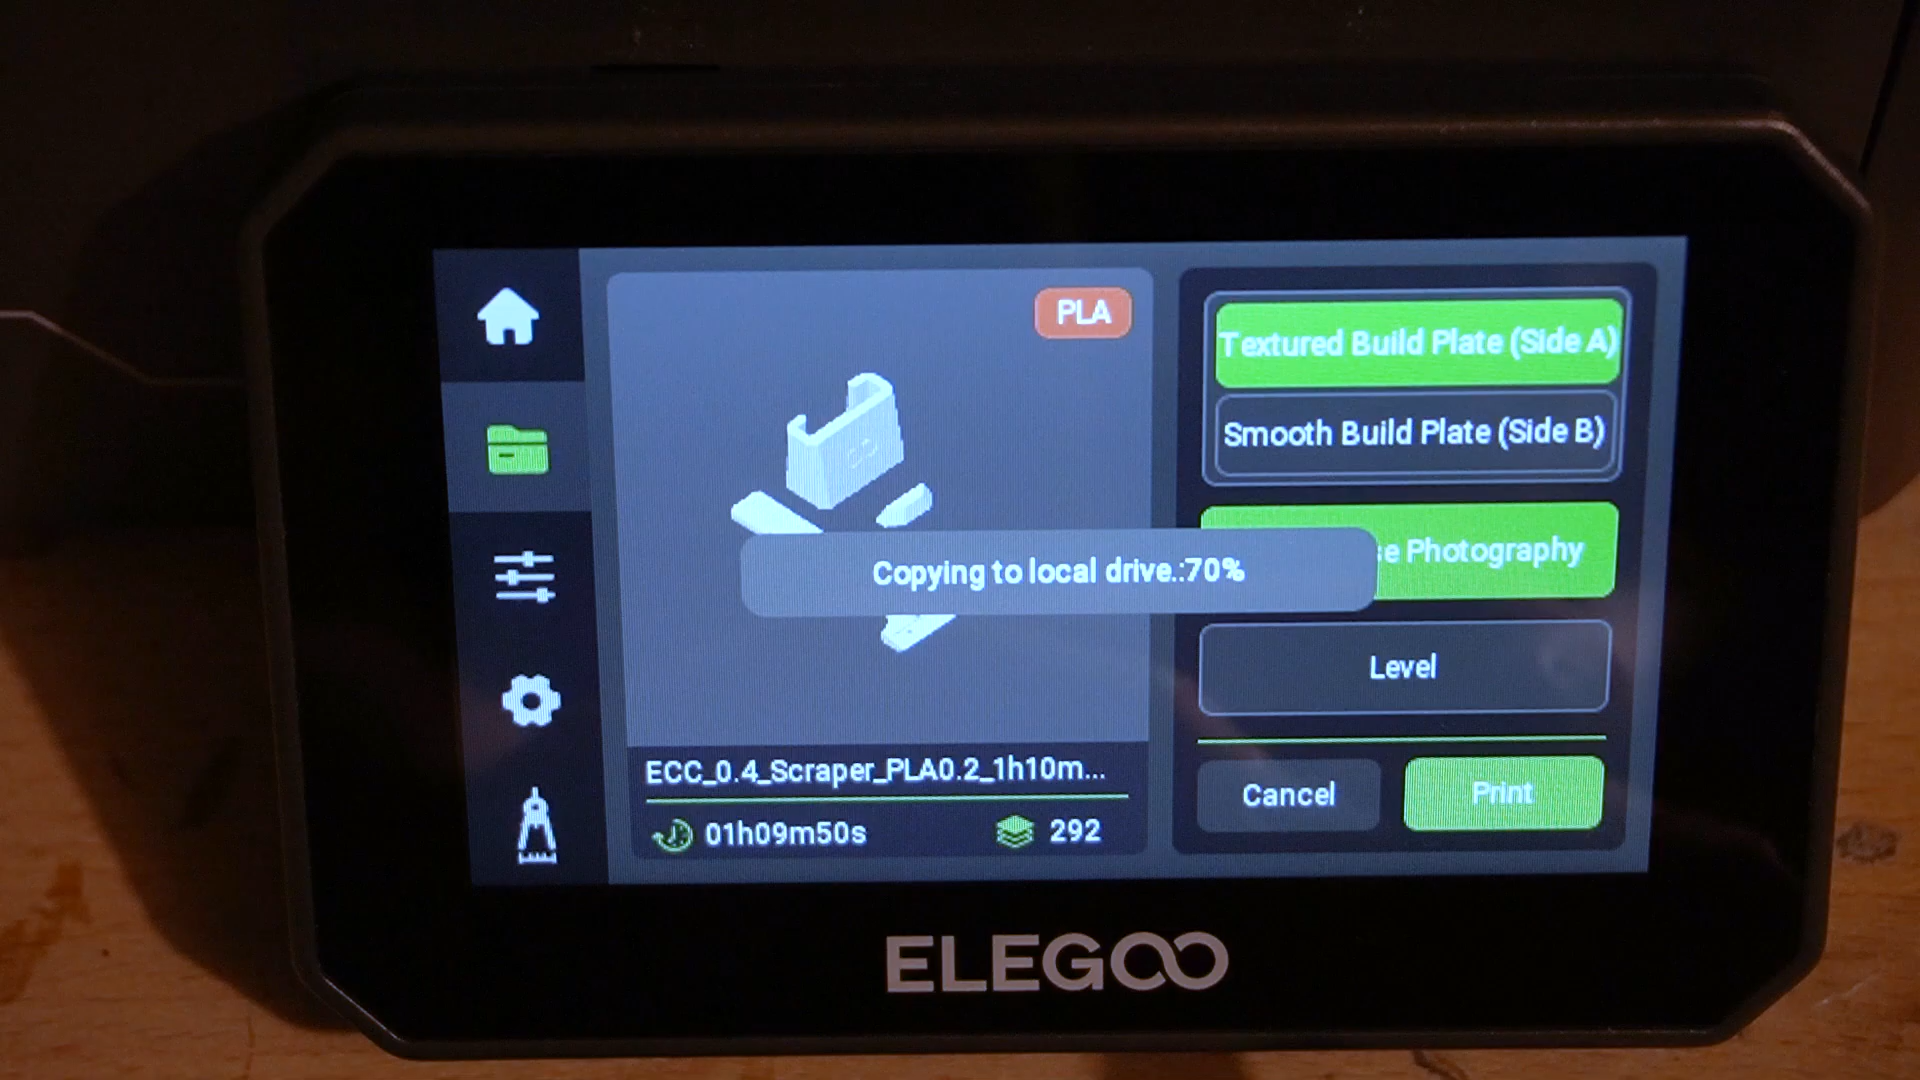 PLA
Textured Build Plate (Side A)
Smooth Build Plate (Side B)
Photography
Copying to local drive.:70%
Level
ECC_0.4_Scraper_PLA0.2_1h10m...
01h09m50s
292
Cancel
Print
ELEGOO